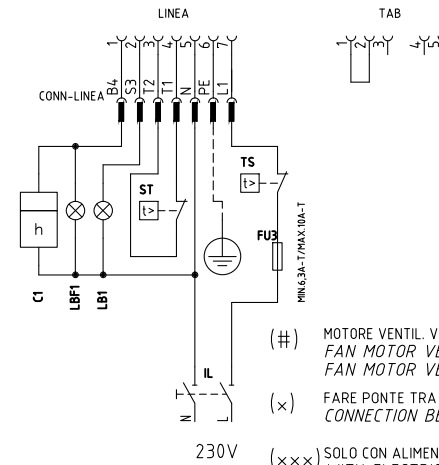 LINEA
TAB
1 2 3 4 5 6 7
1 2 3 4 5
CONN-LINEA
B4 S3 T2 T1 N PE L1
TS
t>
ST
t>
h
FU3
MIN.6,3A-T/MAX.10A-T
C1
LBF1
LB1
IL
N L
230V
(#) MOTORE VENTIL. V
FAN MOTOR VE
FAN MOTOR VE
(x) FARE PONTE TRA
CONNECTION BE
(xxx) SOLO CON ALIMEN